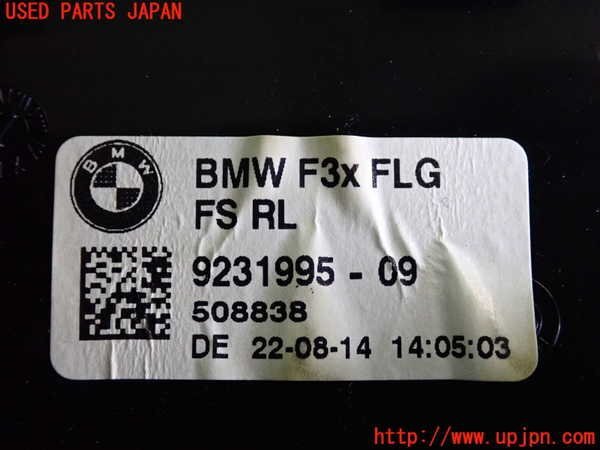 USED PARTS JAPAN
BMW
BMW F3x FLG
FS RL
9231995 - 09
508838
DE 22-08-14 14:05:03
http://www.upjpn.com